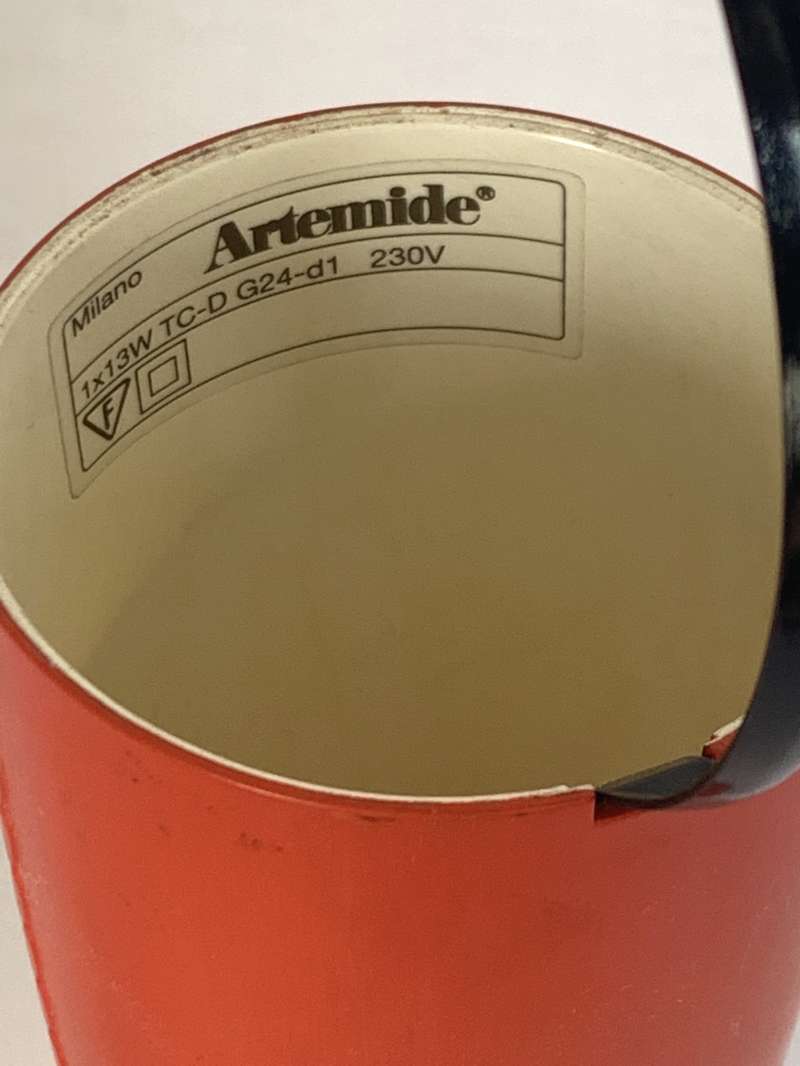 Milano Artemide®
1x13W TC-D G24-d1 230V
F